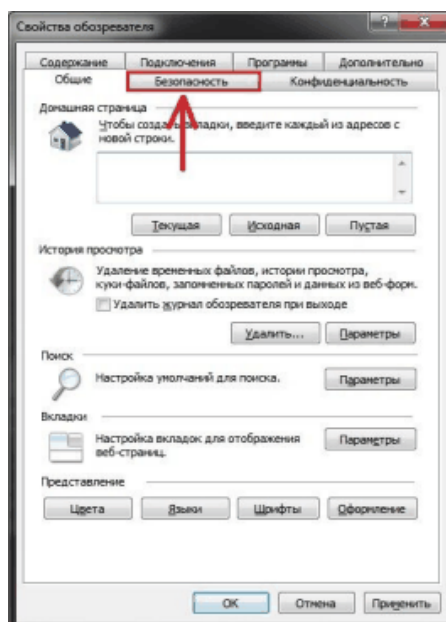 Свойства обозревателя
Содержание Подключения Программы Дополнительно
Общие Безопасность Конфиденциальность
Домашняя страница
Чтобы создать вкладки, введите каждый из адресов с
новой строки.
Текущая Исходная Пустая
История просмотра
Удаление временных файлов, истории просмотра,
куки-файлов, заполненных паролей и данных из веб-форм.
Удалить журнал обозревателя при выходе
Удалить... Параметры
Поиск
Настройка умолчаний для поиска. Параметры
Вкладки
Настройка вкладок для отображения Параметры
веб-страниц.
Представление
Цвета Языки Шрифты Оформление
ОК Отмена Применить